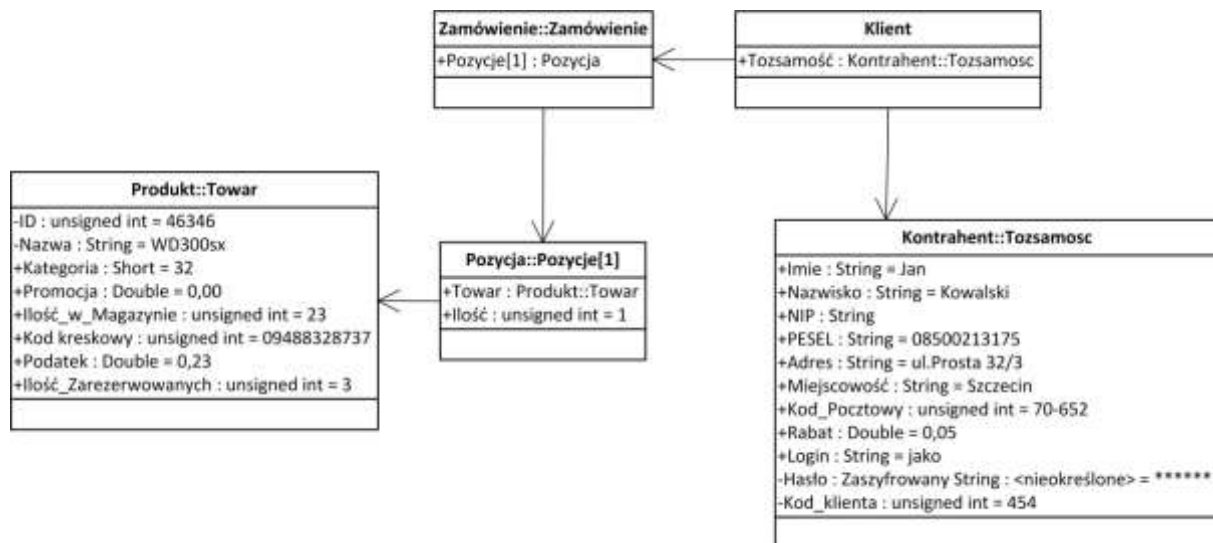 Zamówienie::Zamówienie
+Pozycje[1] : Pozycja
Klient
+Tozsamość : Kontrahent::Tozsamosc
Produkt::Towar
-ID : unsigned int = 46346
-Nazwa : String = WD300sx
+Kategoria : Short = 32
+Promocja : Double = 0,00
+Ilość_w_Magazynie : unsigned int = 23
+Kod kreskowy : unsigned int = 09488328737
+Podatek : Double = 0,23
+Ilość_Zarezerwowanych : unsigned int = 3
Pozycja::Pozycje[1]
+Towar : Produkt::Towar
+Ilość : unsigned int = 1
Kontrahent::Tozsamosc
+Imie : String = Jan
+Nazwisko : String = Kowalski
+NIP : String
+PESEL : String = 08500213175
+Adres : String = ul.Prosta 32/3
+Miejscowość : String = Szczecin
+Kod_Pocztowy : unsigned int = 70-652
+Rabat : Double = 0,05
+Login : String = jako
-Hasło : Zaszyfrowany String : <nieokreślone> = ******
-Kod_klienta : unsigned int = 454